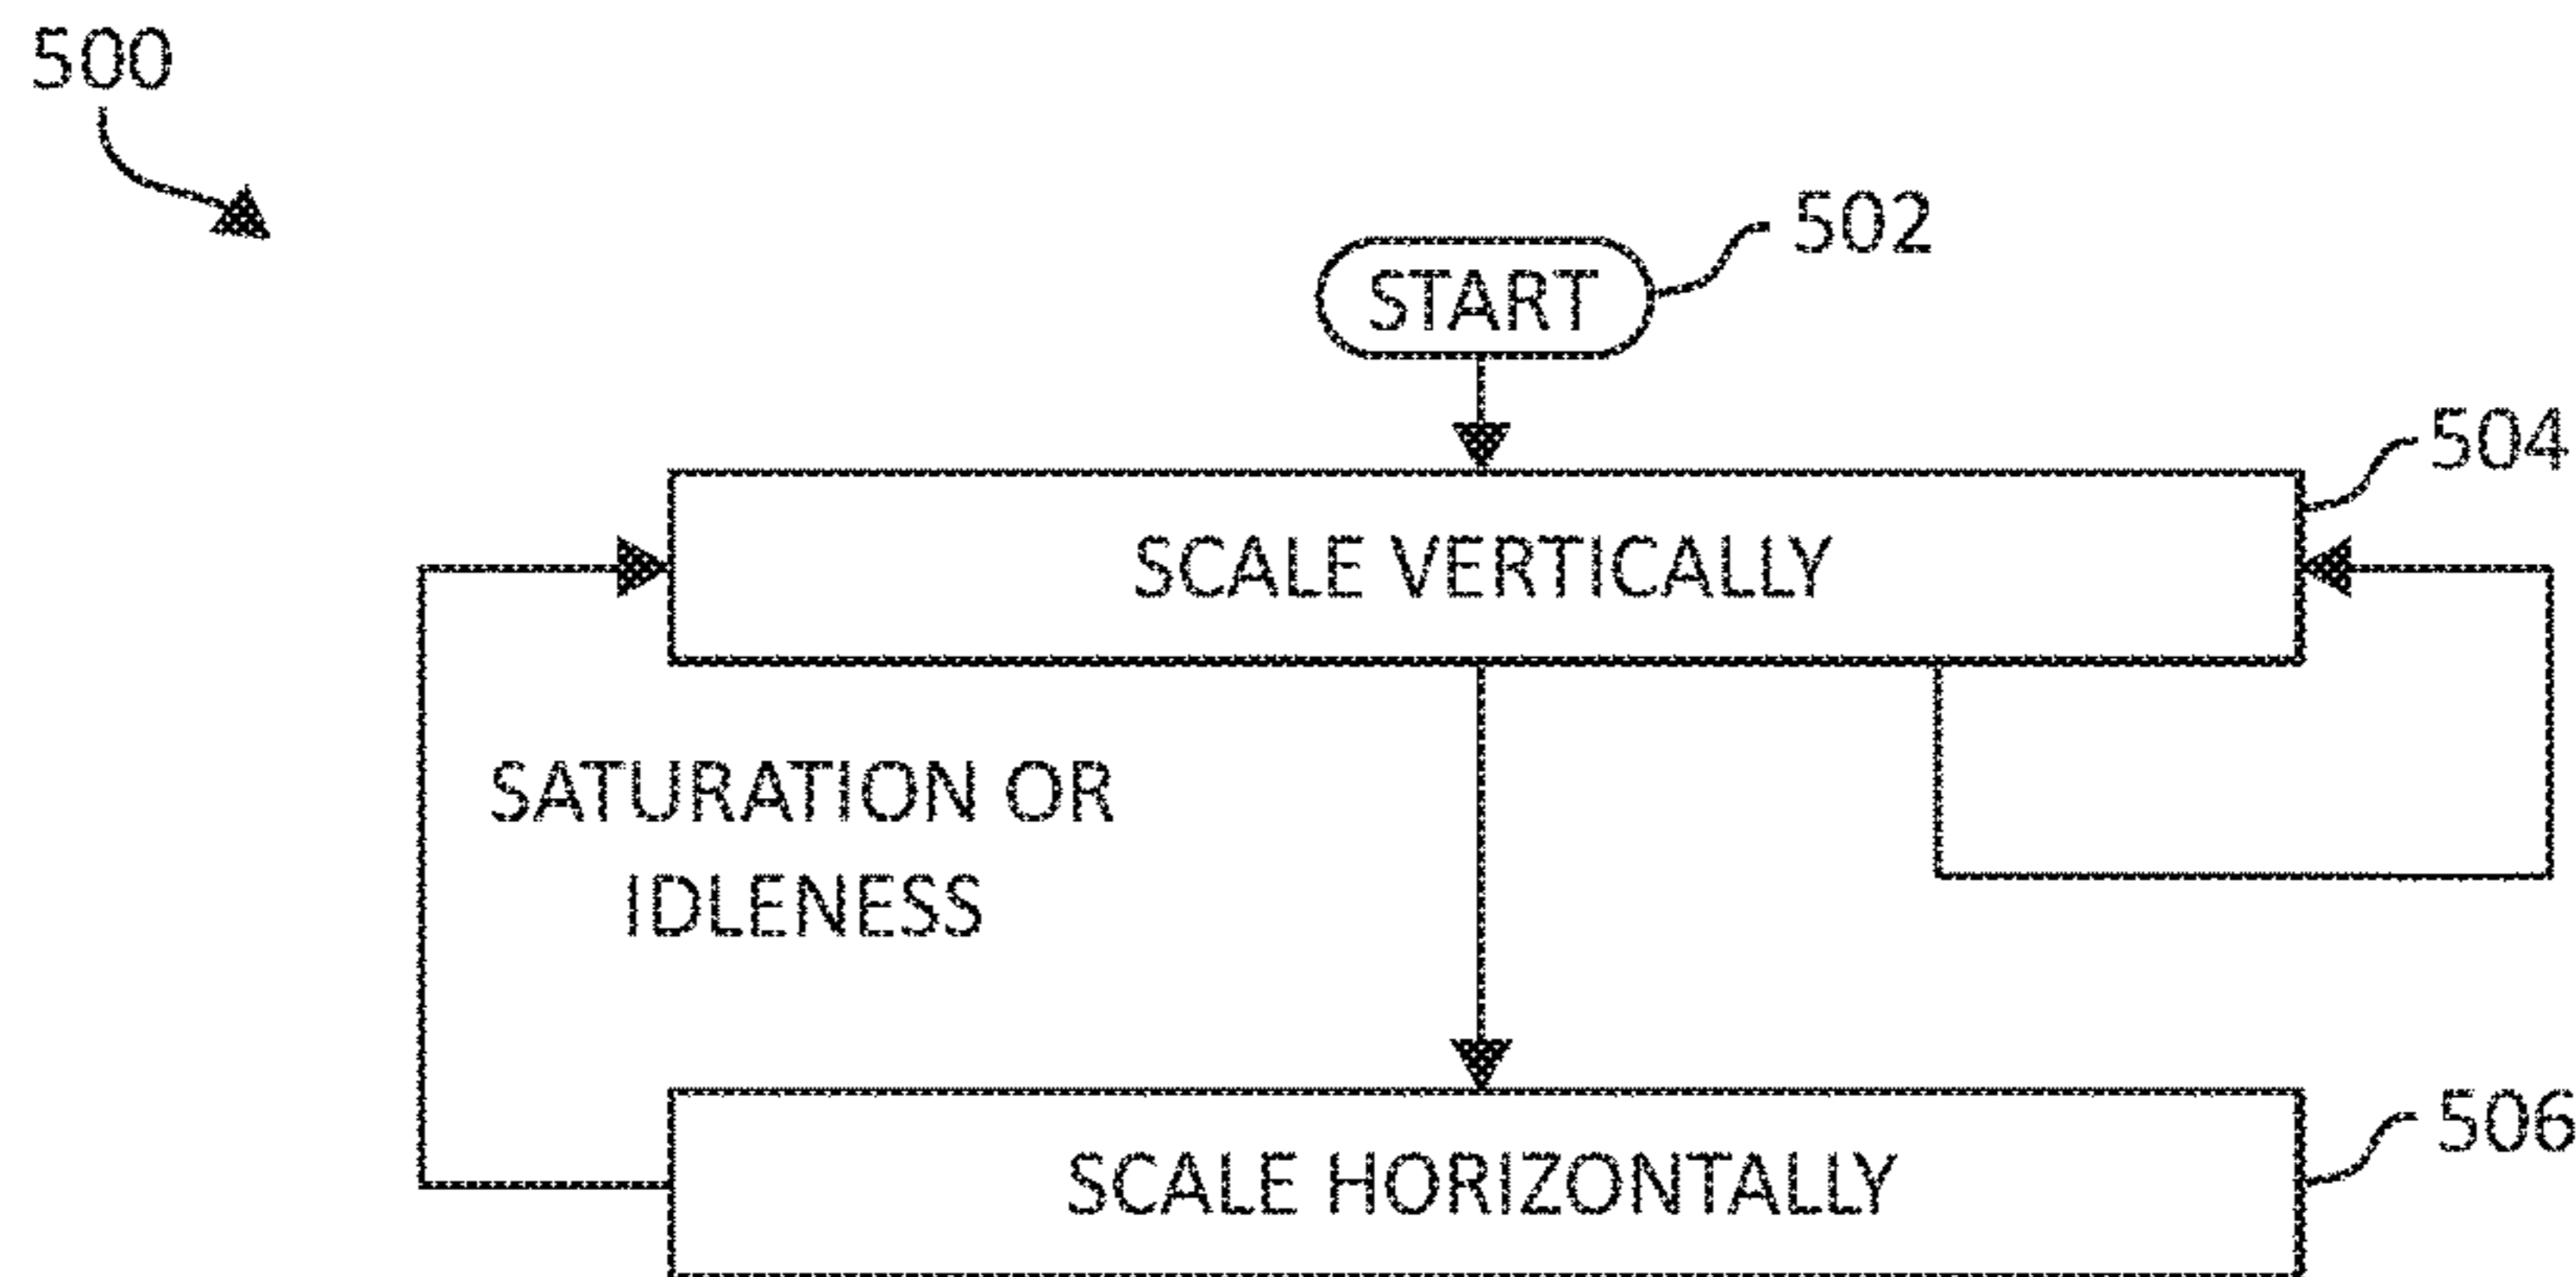 500
502
START
504
SCALE VERTICALLY
SATURATION OR
IDLENESS
506
SCALE HORIZONTALLY